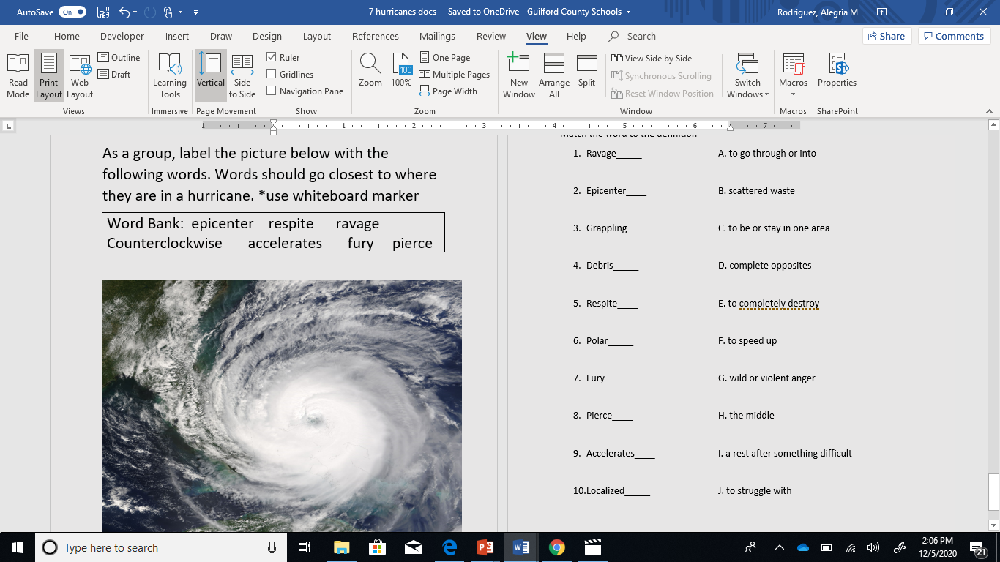 AutoSave On
7 hurricanes docs - Saved to OneDrive - Guilford County Schools
Rodriguez, Alegria M
File Home Developer Insert Draw Design Layout References Mailings Review View Help Search
Share Comments
Read Mode
Print Layout
Web Layout
Outline
Draft
Views
Learning Tools
Immersive
Vertical
Side to Side
Page Movement
Ruler
Gridlines
Navigation Pane
Show
Zoom
100
100%
One Page
Multiple Pages
Page Width
Zoom
New Window
Arrange All
Split
View Side by Side
Synchronous Scrolling
Reset Window Position
Switch Windows
Window
Macros
Macros
Properties
SharePoint
1 1 2 3 4 5 6 7
As a group, label the picture below with the
following words. Words should go closest to where
they are in a hurricane. *use whiteboard marker
Word Bank: epicenter respite ravage
Counterclockwise accelerates fury pierce
Match the word to the definition
1. Ravage_____ A. to go through or into
2. Epicenter____ B. scattered waste
3. Grappling____ C. to be or stay in one area
4. Debris_____ D. complete opposites
5. Respite____ E. to completely destroy
6. Polar_____ F. to speed up
7. Fury_____ G. wild or violent anger
8. Pierce____ H. the middle
9. Accelerates____ I. a rest after something difficult
10.Localized_____ J. to struggle with
Type here to search
2:06 PM
12/5/2020
21